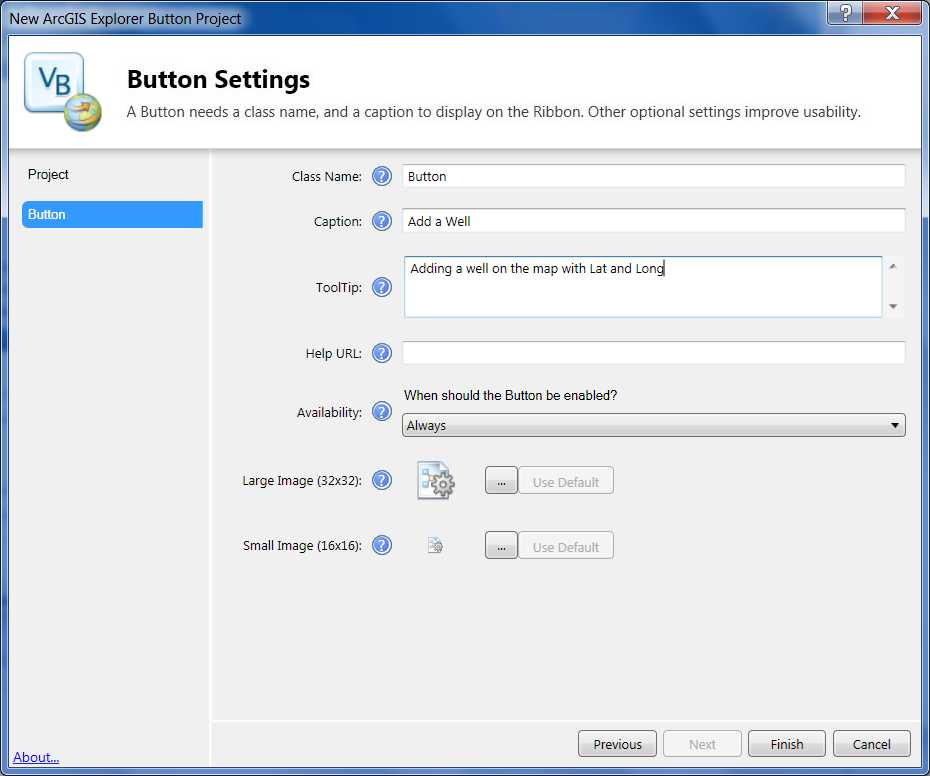 New ArcGIS Explorer Button Project
?
VB
Button Settings
A Button needs a class name, and a caption to display on the Ribbon. Other optional settings improve usability.
Project
Button
Class Name: ? Button
Caption: ? Add a Well
ToolTip: ? Adding a well on the map with Lat and Long
Help URL: ?
When should the Button be enabled?
Availability: ? Always
Large Image (32x32): ? ... Use Default
Small Image (16x16): ? ... Use Default
Previous Next Finish Cancel
About...